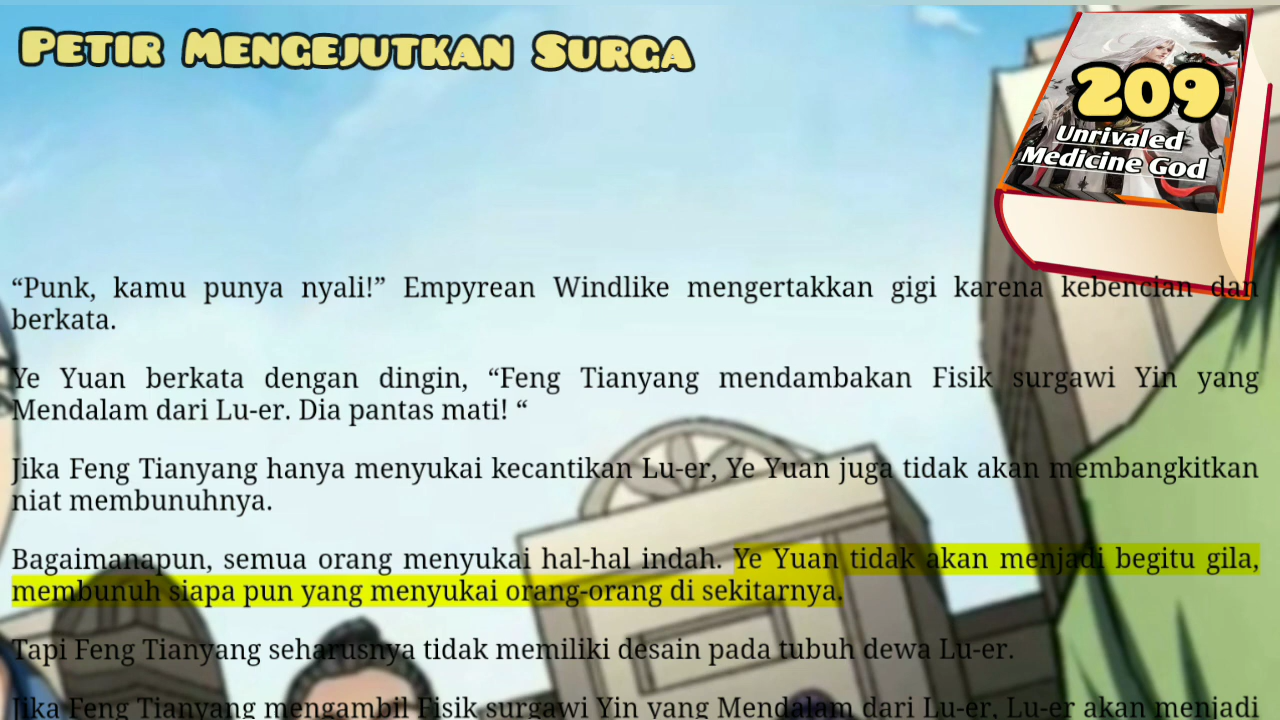 Petir Mengejutkan Surga
209
Unrivaled
Medicine God
“Punk, kamu punya nyali!” Empyrean Windlike mengertakkan gigi karena kebencian dan
berkata.
Ye Yuan berkata dengan dingin, “Feng Tianyang mendambakan Fisik surgawi Yin yang
Mendalam dari Lu-er. Dia pantas mati! “
Jika Feng Tianyang hanya menyukai kecantikan Lu-er, Ye Yuan juga tidak akan membangkitkan
niat membunuhnya.
Bagaimanapun, semua orang menyukai hal-hal indah. Ye Yuan tidak akan menjadi begitu gila,
membunuh siapa pun yang menyukai orang-orang di sekitarnya.
Tapi Feng Tianyang seharusnya tidak memiliki desain pada tubuh dewa Lu-er.
Jika Feng Tianyang mengambil Fisik surgawi Yin yang Mendalam dari Lu-er, Lu-er akan menjadi